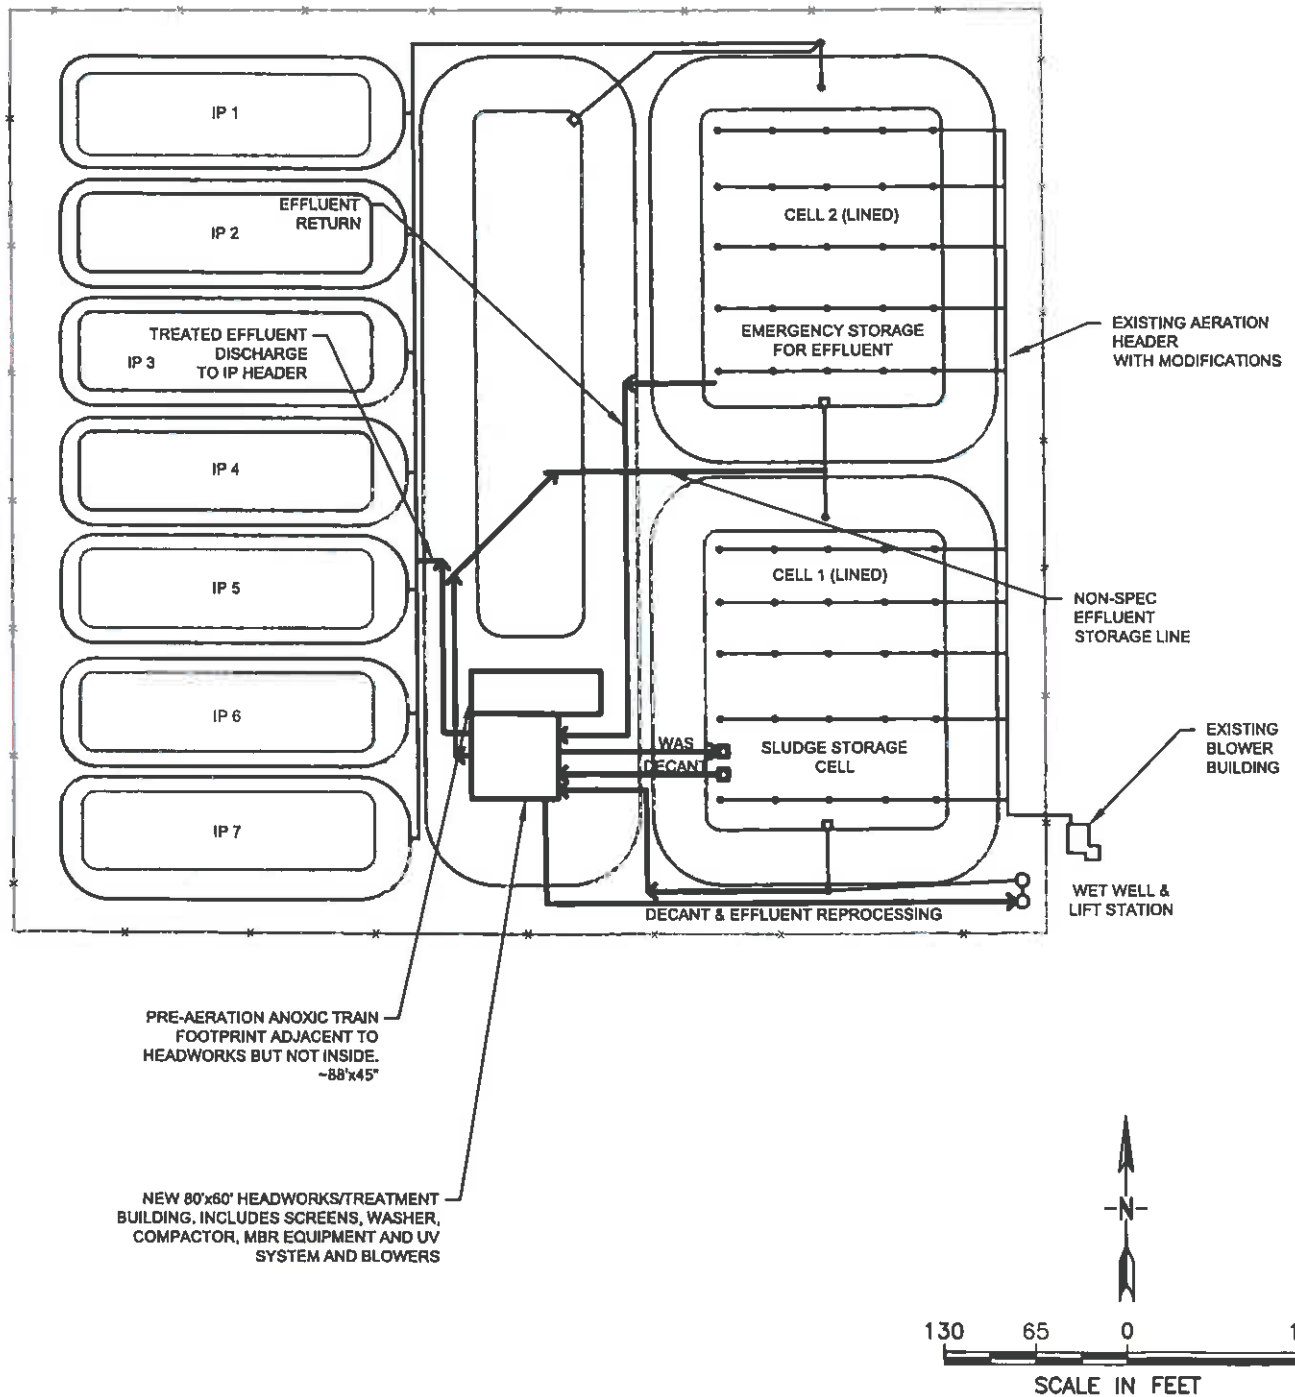 IP 1
IP 2
EFFLUENT
RETURN
CELL 2 (LINED)
EMERGENCY STORAGE
FOR EFFLUENT
EXISTING AERATION
HEADER
WITH MODIFICATIONS
TREATED EFFLUENT
DISCHARGE
TO IP HEADER
IP 3
IP 4
IP 5
CELL 1 (LINED)
NON-SPEC
EFFLUENT
STORAGE LINE
IP 6
WAS
DECANT
SLUDGE STORAGE
CELL
EXISTING
BLOWER
BUILDING
IP 7
WET WELL &
LIFT STATION
DECANT & EFFLUENT REPROCESSING
PRE-AERATION ANOXIC TRAIN
FOOTPRINT ADJACENT TO
HEADWORKS BUT NOT INSIDE.
~88'x45"
NEW 80'x60' HEADWORKS/TREATMENT
BUILDING. INCLUDES SCREENS, WASHER,
COMPACTOR, MBR EQUIPMENT AND UV
SYSTEM AND BLOWERS
-N-
130 65 0
SCALE IN FEET